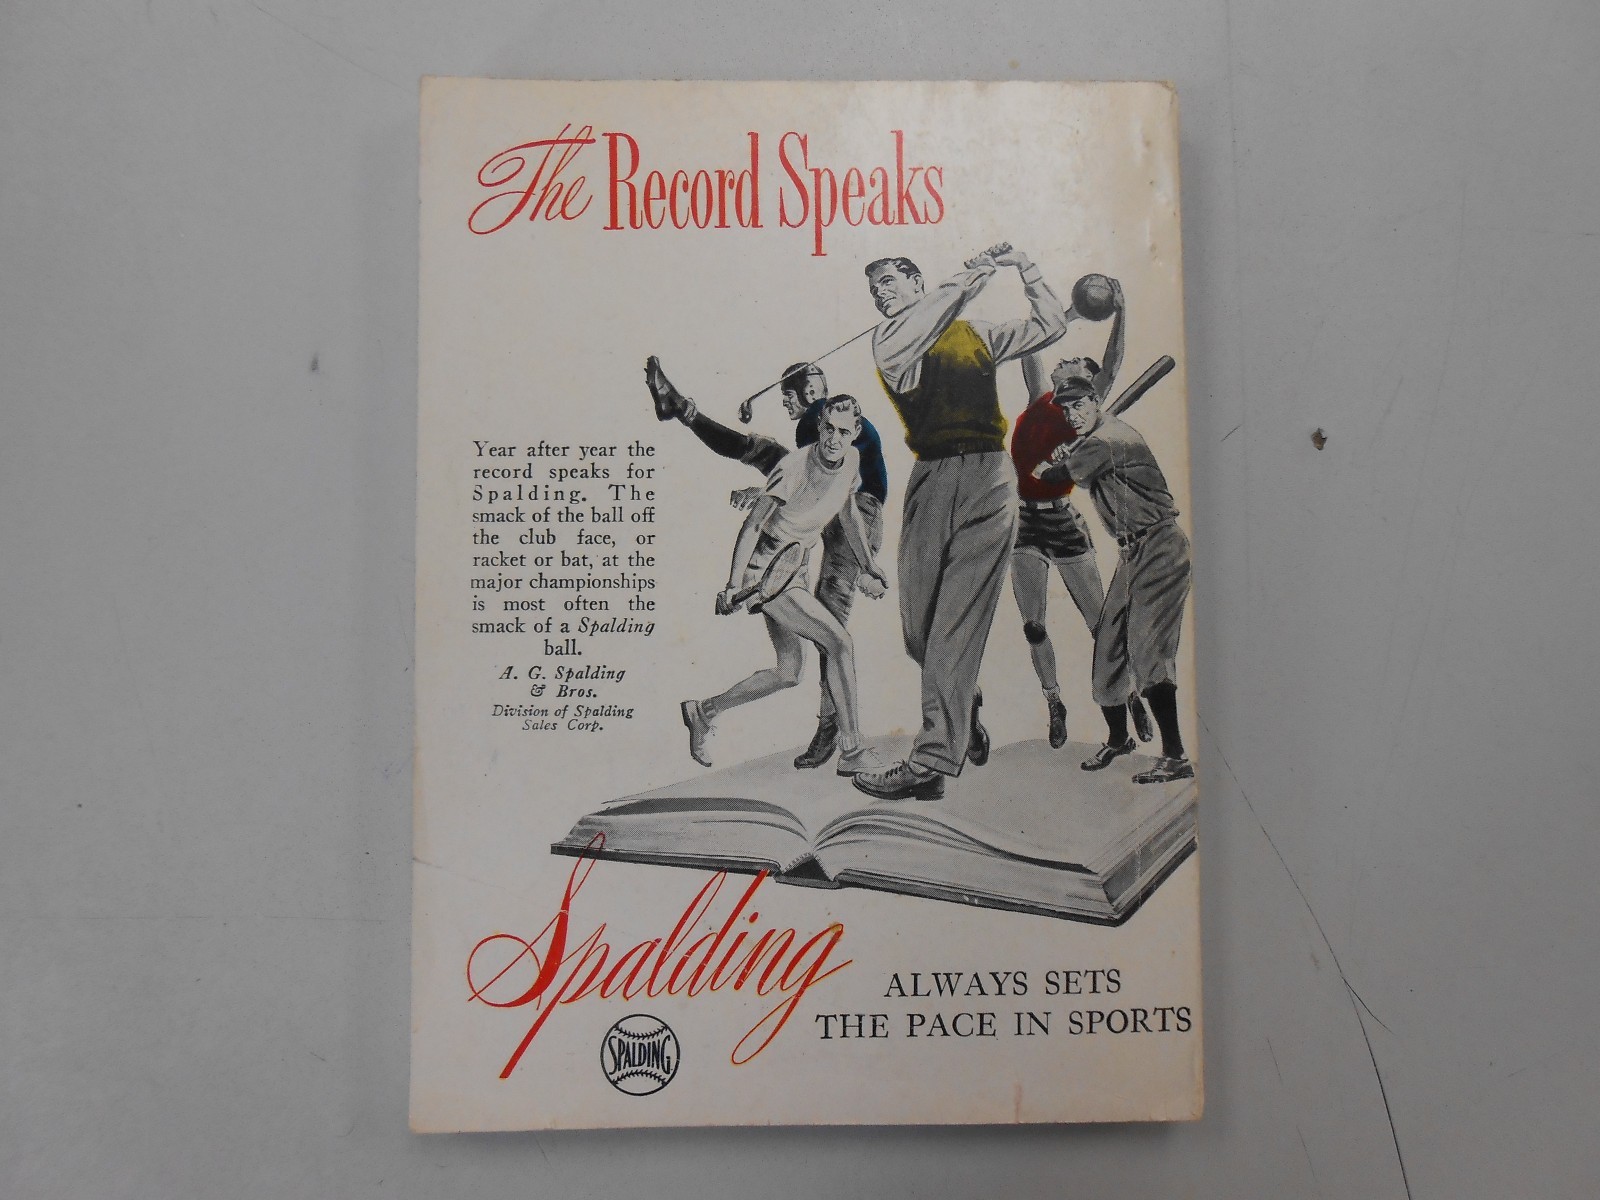 The Record Speaks
Year after year the
record speaks for
Spalding. The
smack of the ball off
the club face, or
racket or bat, at the
major championships
is most often the
smack of a Spalding
ball.
A. G. Spalding
& Bros.
Division of Spalding
Sales Corp.
Spalding
ALWAYS SETS
THE PACE IN SPORTS
SPALDING